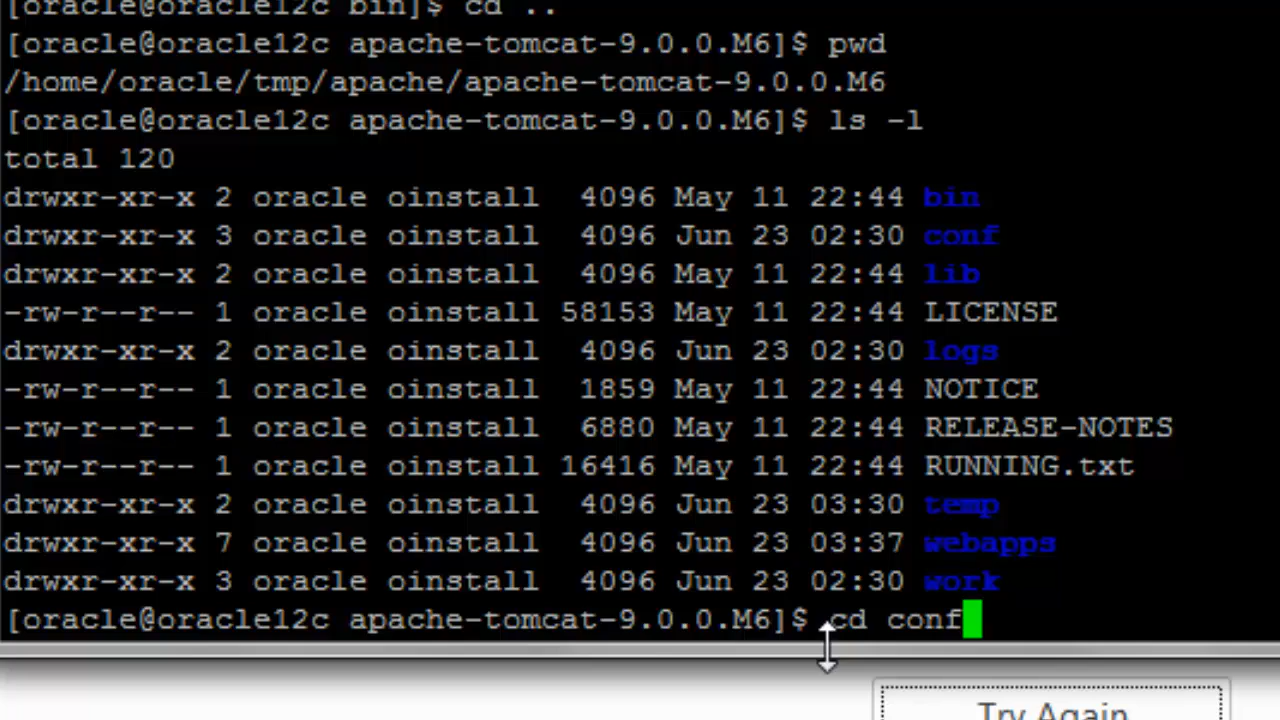 [oracle@oracle12c bin]$ cd ..
[oracle@oracle12c apache-tomcat-9.0.0.M6]$ pwd
/home/oracle/tmp/apache/apache-tomcat-9.0.0.M6
[oracle@oracle12c apache-tomcat-9.0.0.M6]$ ls -l
total 120
drwxr-xr-x 2 oracle oinstall  4096 May 11 22:44 bin
drwxr-xr-x 3 oracle oinstall  4096 Jun 23 02:30 conf
drwxr-xr-x 2 oracle oinstall  4096 May 11 22:44 lib
-rw-r--r-- 1 oracle oinstall 58153 May 11 22:44 LICENSE
drwxr-xr-x 2 oracle oinstall  4096 Jun 23 02:30 logs
-rw-r--r-- 1 oracle oinstall  1859 May 11 22:44 NOTICE
-rw-r--r-- 1 oracle oinstall  6880 May 11 22:44 RELEASE-NOTES
-rw-r--r-- 1 oracle oinstall 16416 May 11 22:44 RUNNING.txt
drwxr-xr-x 2 oracle oinstall  4096 Jun 23 03:30 temp
drwxr-xr-x 7 oracle oinstall  4096 Jun 23 03:37 webapps
drwxr-xr-x 3 oracle oinstall  4096 Jun 23 02:30 work
[oracle@oracle12c apache-tomcat-9.0.0.M6]$ cd conf
Try Again